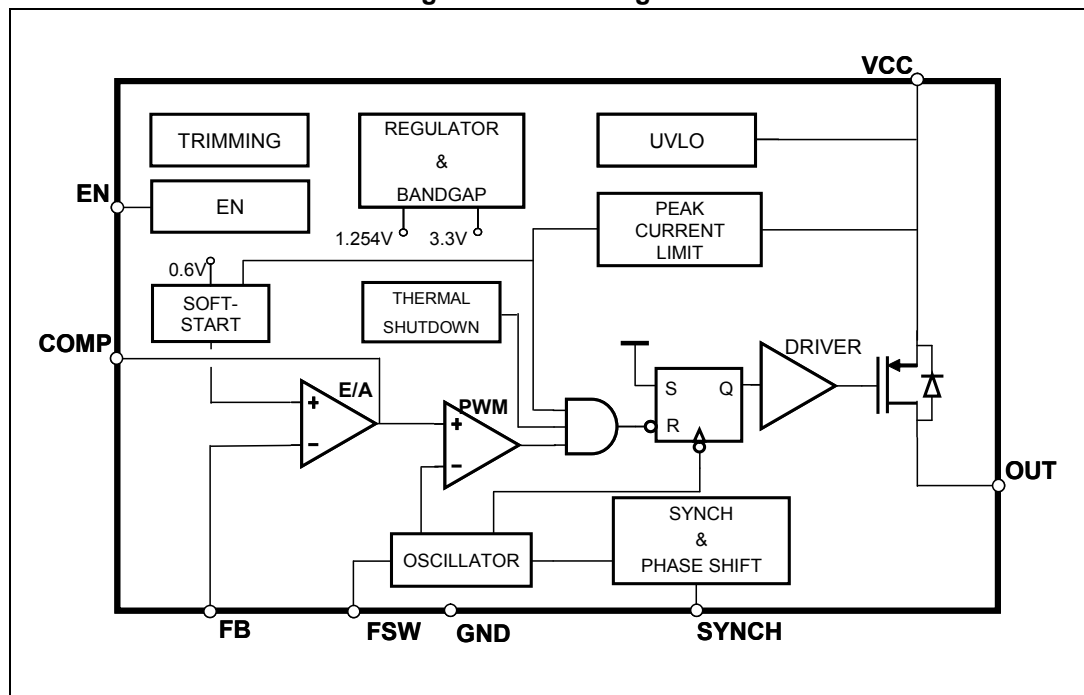 VCC
TRIMMING
REGULATOR
&
BANDGAP
UVLO
EN
EN
PEAK
CURRENT
LIMIT
1.254V
3.3V
0.6V
SOFT-
START
THERMAL
SHUTDOWN
COMP
DRIVER
E/A
PWM
+
-
+
-
S
Q
R
OUT
SYNCH
&
PHASE SHIFT
OSCILLATOR
FB
FSW
GND
SYNCH